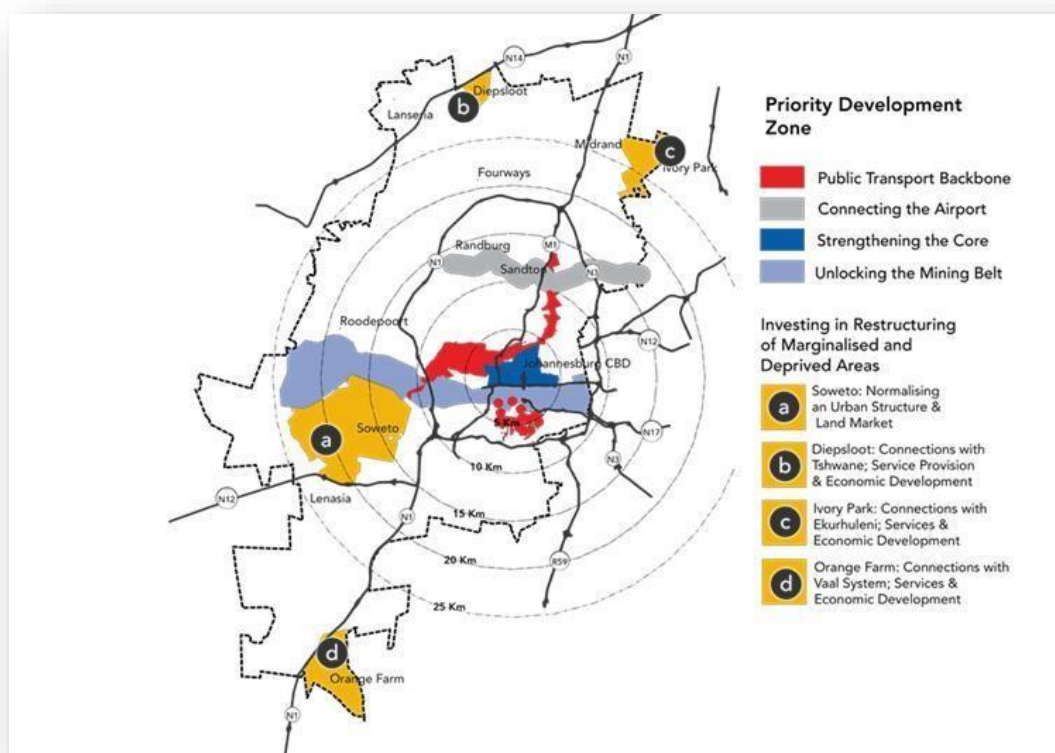 N14
N1
Diepsloot
b
Lanseria
Midrand
c
Ivory Park
Fourways
M1
Randburg
N1
Sandton
N3
Roodepoort
N12
Johannesburg CBD
5 Km
Soweto
a
N17
N3
10 Km
N12
Lenasia
N1
15 Km
20 Km
R59
25 Km
d
Orange Farm
N1
Priority Development
Zone
Public Transport Backbone
Connecting the Airport
Strengthening the Core
Unlocking the Mining Belt
Investing in Restructuring
of Marginalised and
Deprived Areas
a
Soweto: Normalising
an Urban Structure &
Land Market
b
Diepsloot: Connections with
Tshwane; Service Provision
& Economic Development
c
Ivory Park: Connections with
Ekurhuleni; Services &
Economic Development
d
Orange Farm: Connections with
Vaal System; Services &
Economic Development